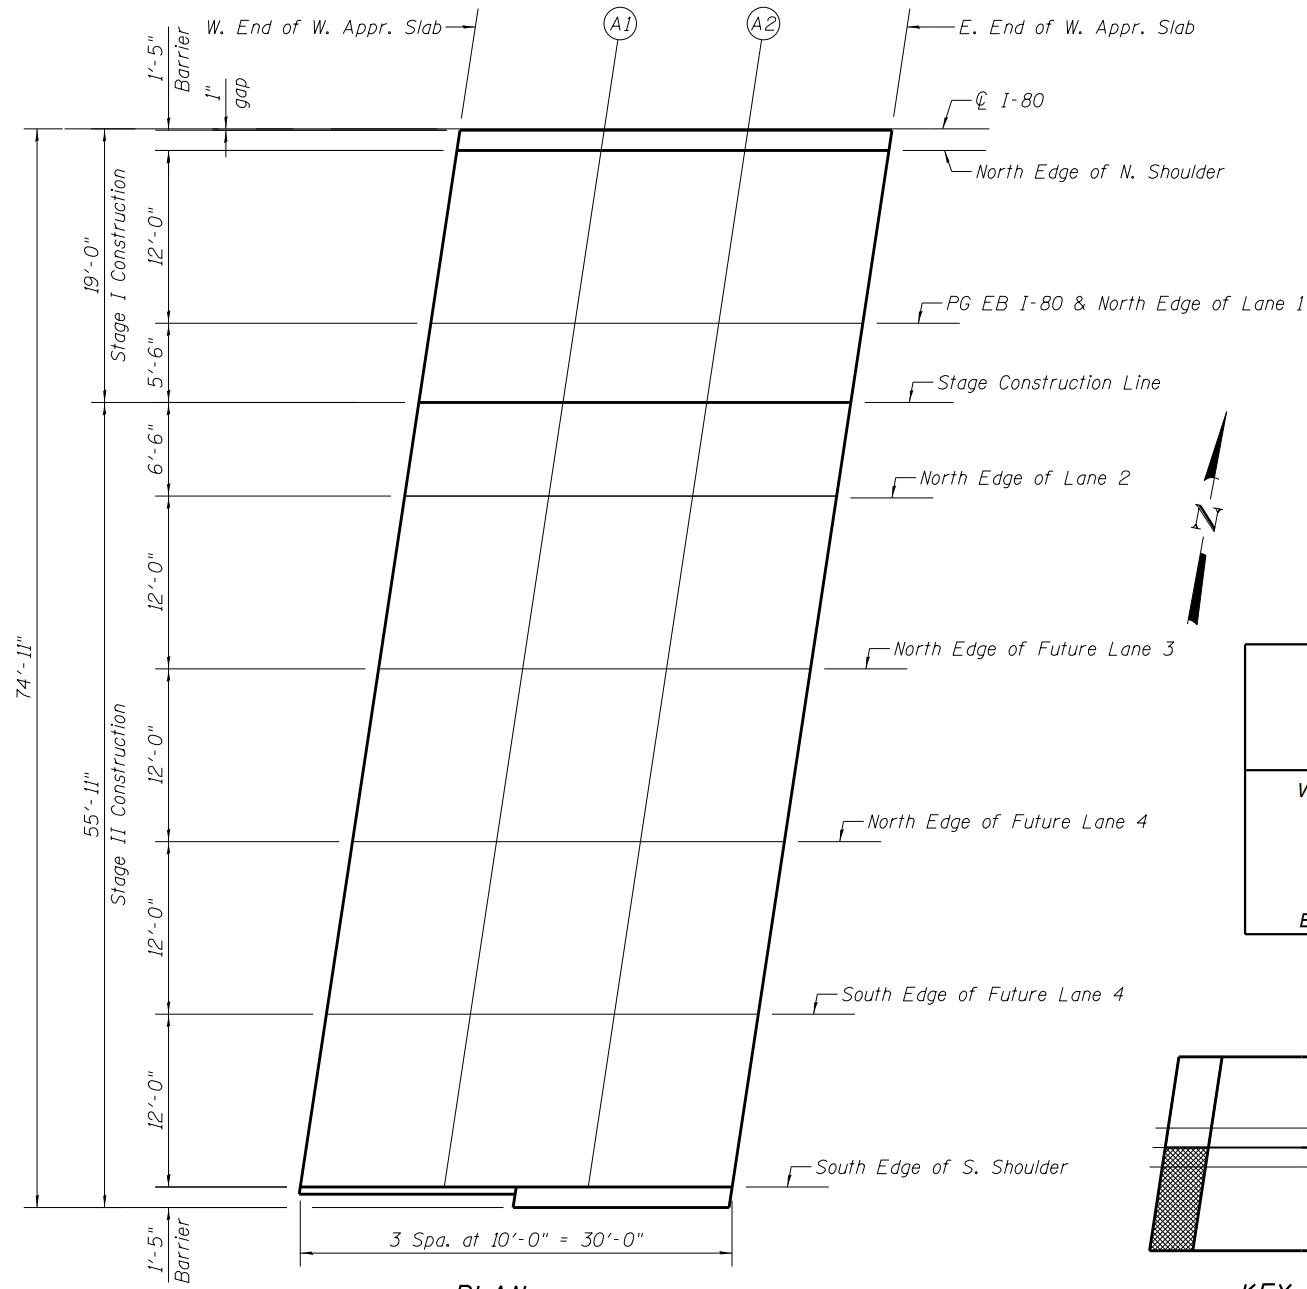 W. End of W. Appr. Slab
A1
A2
E. End of W. Appr. Slab
1'-5"
Barrier
1"
gap
℄ I-80
North Edge of N. Shoulder
12'-0"
19'-0"
Stage I Construction
PG EB I-80 & North Edge of Lane 1
5'-6"
Stage Construction Line
6'-6"
North Edge of Lane 2
N
12'-0"
North Edge of Future Lane 3
74'-11"
12'-0"
55'-11"
Stage II Construction
North Edge of Future Lane 4
12'-0"
South Edge of Future Lane 4
12'-0"
South Edge of S. Shoulder
1'-5"
Barrier
3 Spa. at 10'-0" = 30'-0"